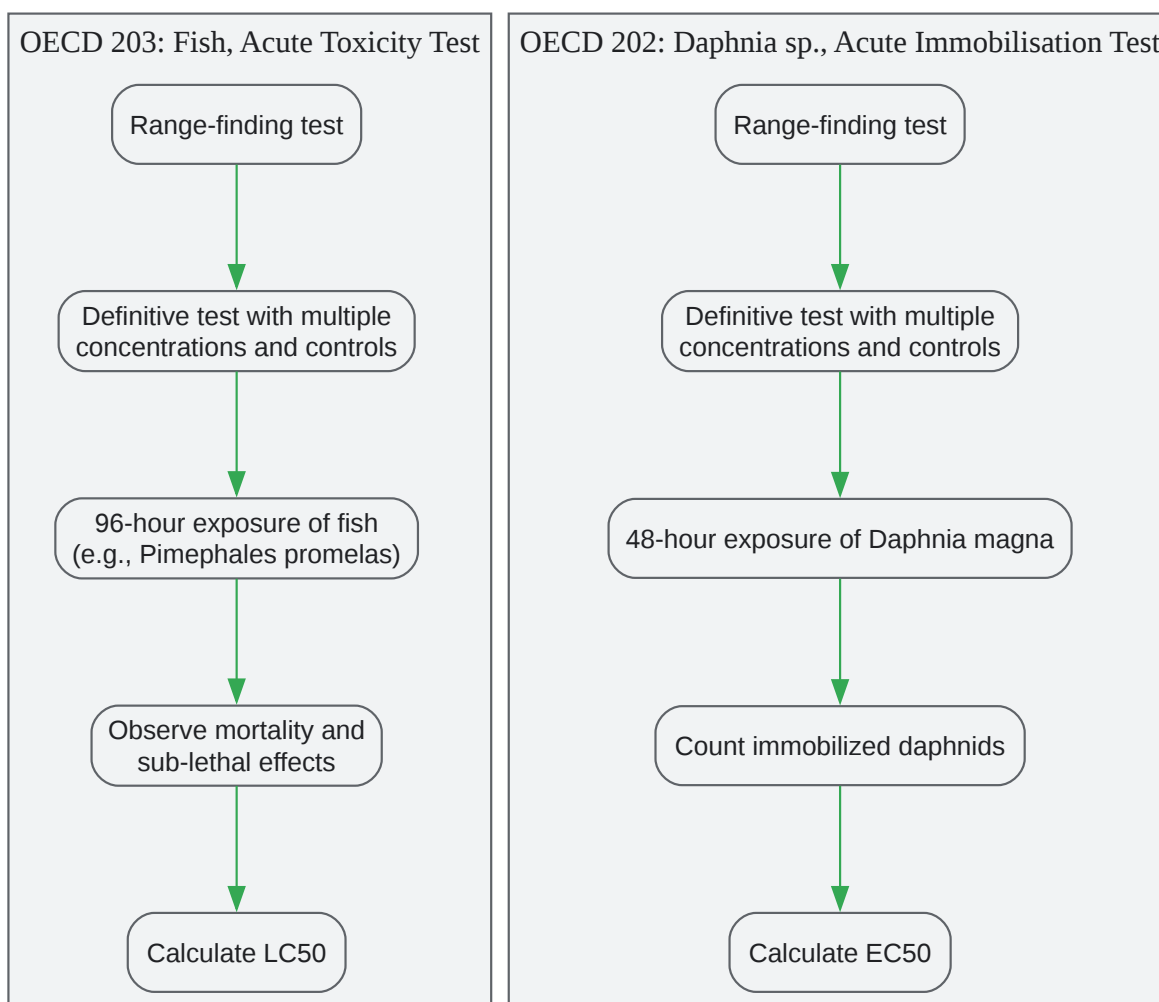 OECD 203: Fish, Acute Toxicity Test
Range-finding test
Definitive test with multiple
concentrations and controls
96-hour exposure of fish
(e.g., Pimephales promelas)
Observe mortality and
sub-lethal effects
Calculate LC50
OECD 202: Daphnia sp., Acute Immobilisation Test
Range-finding test
Definitive test with multiple
concentrations and controls
48-hour exposure of Daphnia magna
Count immobilized daphnids
Calculate EC50